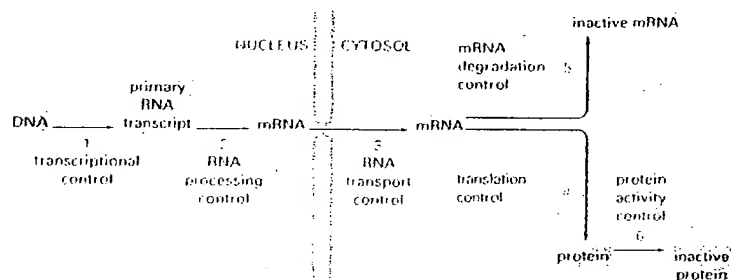 inactive mRNA
NUCLEUS CYTOSOL
mRNA
degradation
control
5
primary
RNA
transcript
DNA
mRNA
mRNA
1
transcriptional
control
2
RNA
processing
control
3
RNA
transport
control
translation
control
4
protein
activity
control
6
protein
inactive
protein